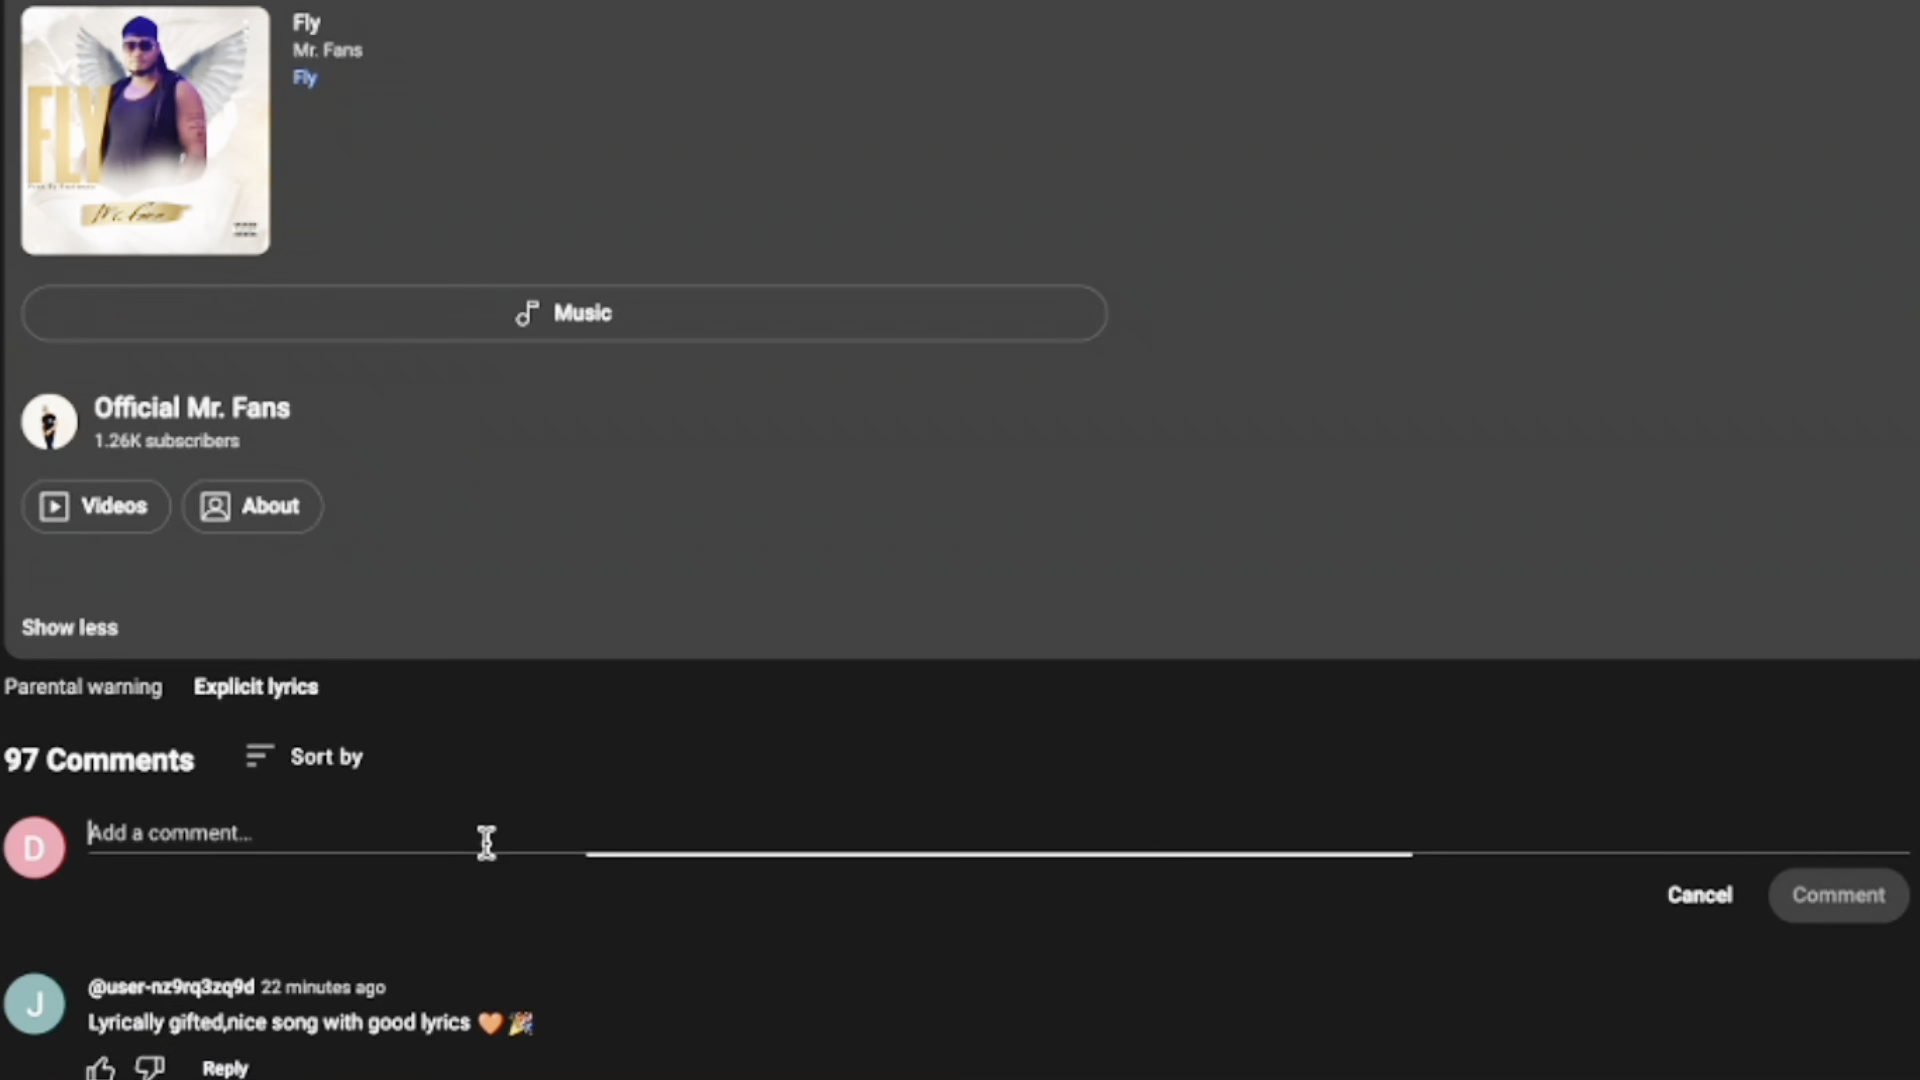 Fly
Mr. Fans
Fly
FLY
Mr. Fans
Music
Official Mr. Fans
1.26K subscribers
Videos
About
Show less
Parental warning
Explicit lyrics
97 Comments
Sort by
D
Add a comment...
Cancel
Comment
J
@user-nz9rq3zq9d 22 minutes ago
Lyrically gifted,nice song with good lyrics 🧡 🎉
Reply